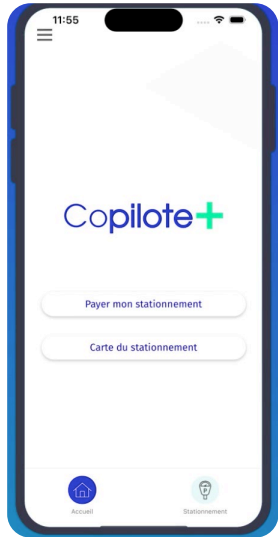 11:55
Copilote+
Payer mon stationnement
Carte du stationnement
P
Accueil
Stationnement